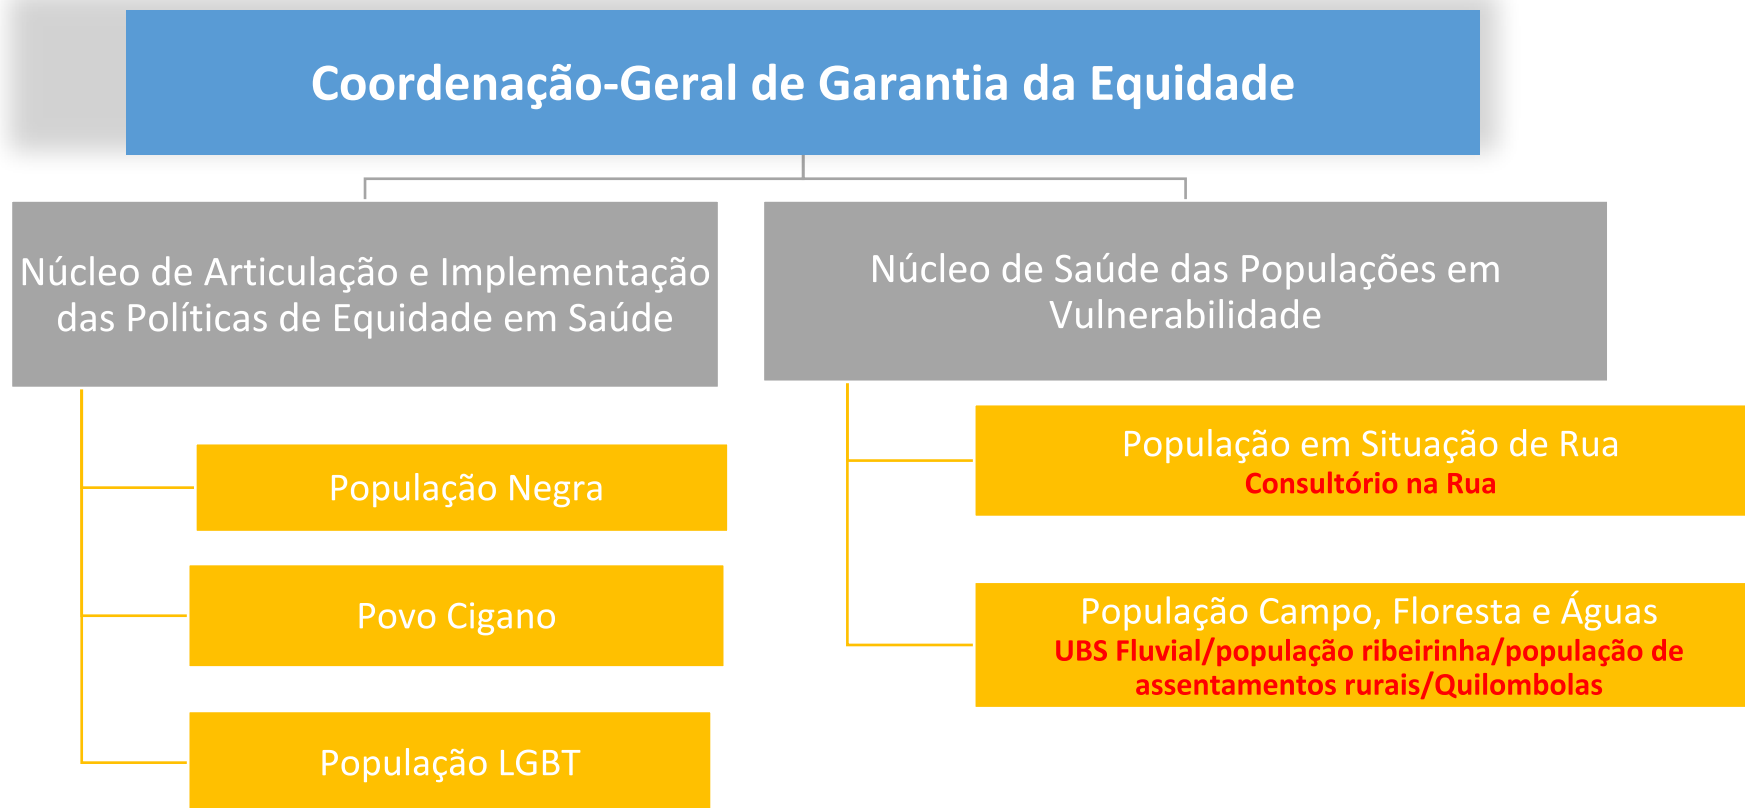 Coordenação-Geral de Garantia da Equidade
Núcleo de Articulação e Implementação
das Políticas de Equidade em Saúde
População Negra
Povo Cigano
População LGBT
Núcleo de Saúde das Populações em
Vulnerabilidade
População em Situação de Rua
Consultório na Rua
População Campo, Floresta e Águas
UBS Fluvial/população ribeirinha/população de
assentamentos rurais/Quilombolas